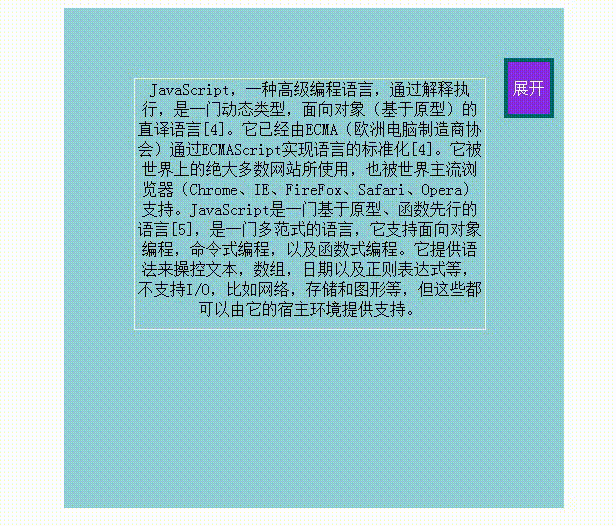 JavaScript，一种高级编程语言，通过解释执
行，是一门动态类型，面向对象（基于原型）的
直译语言[4]。它已经由ECMA（欧洲电脑制造商协
会）通过ECMAScript实现语言的标准化[4]。它被
世界上的绝大多数网站所使用，也被世界主流浏
览器（Chrome、IE、FireFox、Safari、Opera）
支持。JavaScript是一门基于原型、函数先行的
语言[5]，是一门多范式的语言，它支持面向对象
编程，命令式编程，以及函数式编程。它提供语
法来操控文本，数组，日期以及正则表达式等，
不支持I/O，比如网络，存储和图形等，但这些都
可以由它的宿主环境提供支持。
展开